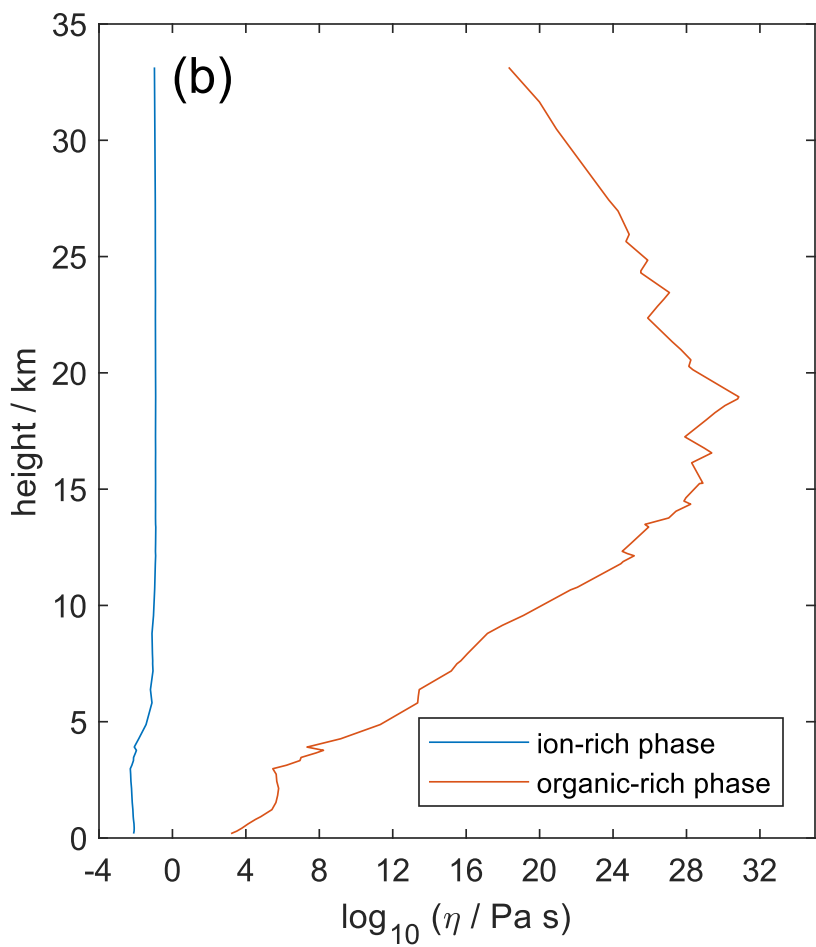 (b)
35
30
25
20
15
10
5
0
height / km
ion-rich phase
organic-rich phase
-4 0 4 8 12 16 20 24 28 32
log10 (η / Pa s)